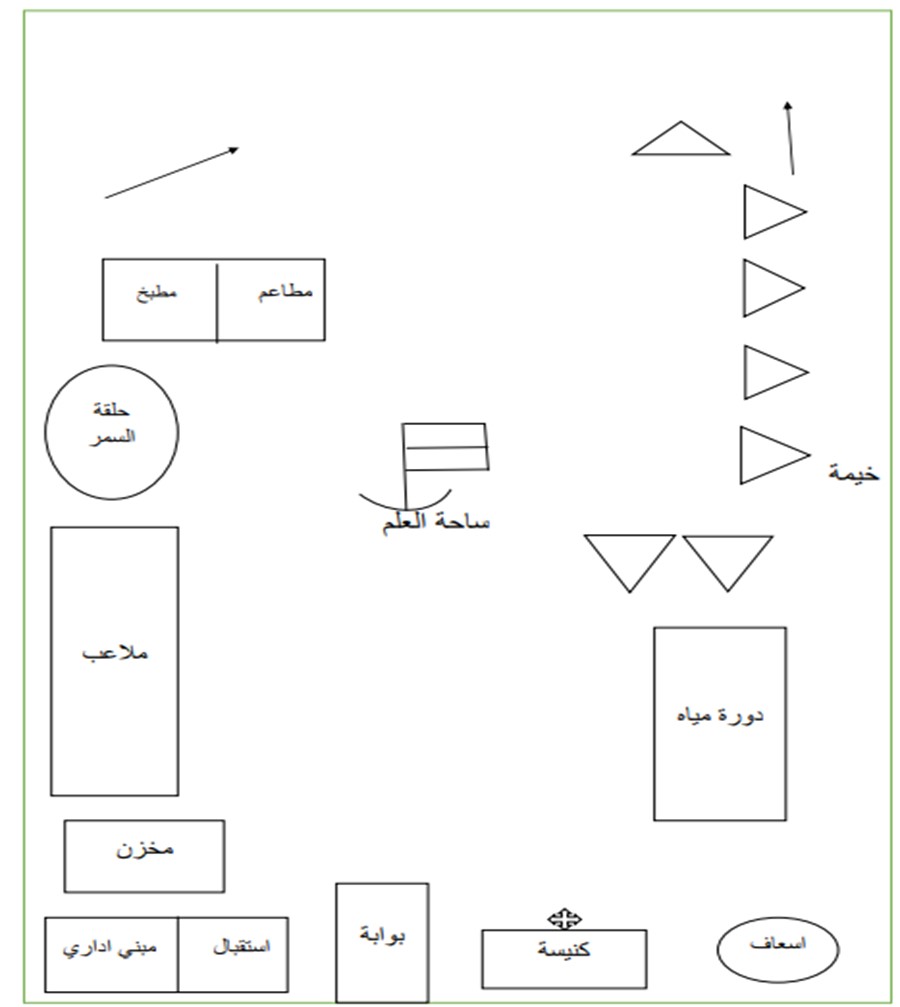 مطاعم
مطبخ
حلقة
السمر
خيمة
ساحة العلم
ملاعب
دورة مياه
مخزن
اسعاف
كنيسة
بوابة
استقبال
مبني اداري